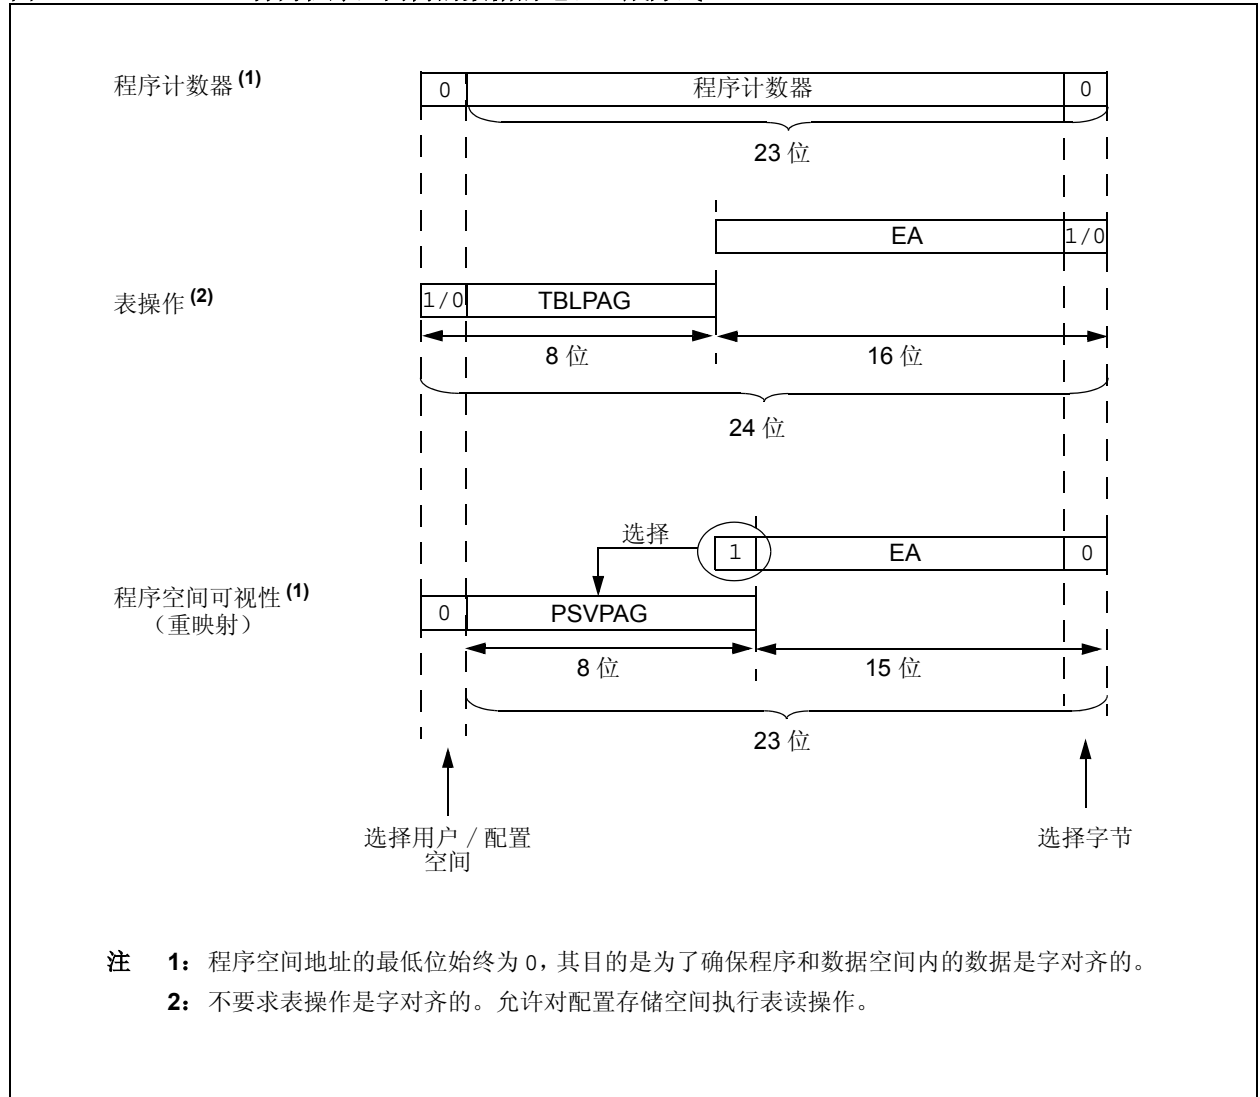 程序计数器 (1)
0 程序计数器 0
23 位
EA 1/0
表操作 (2)
1/0 TBLPAG
8 位 16 位
24 位
选择
1 EA 0
程序空间可视性 (1)
（重映射）
0 PSVPAG
8 位 15 位
23 位
选择用户 / 配置
空间
选择字节
注 1： 程序空间地址的最低位始终为 0，其目的是为了确保程序和数据空间内的数据是字对齐的。
2： 不要求表操作是字对齐的。允许对配置存储空间执行表读操作。